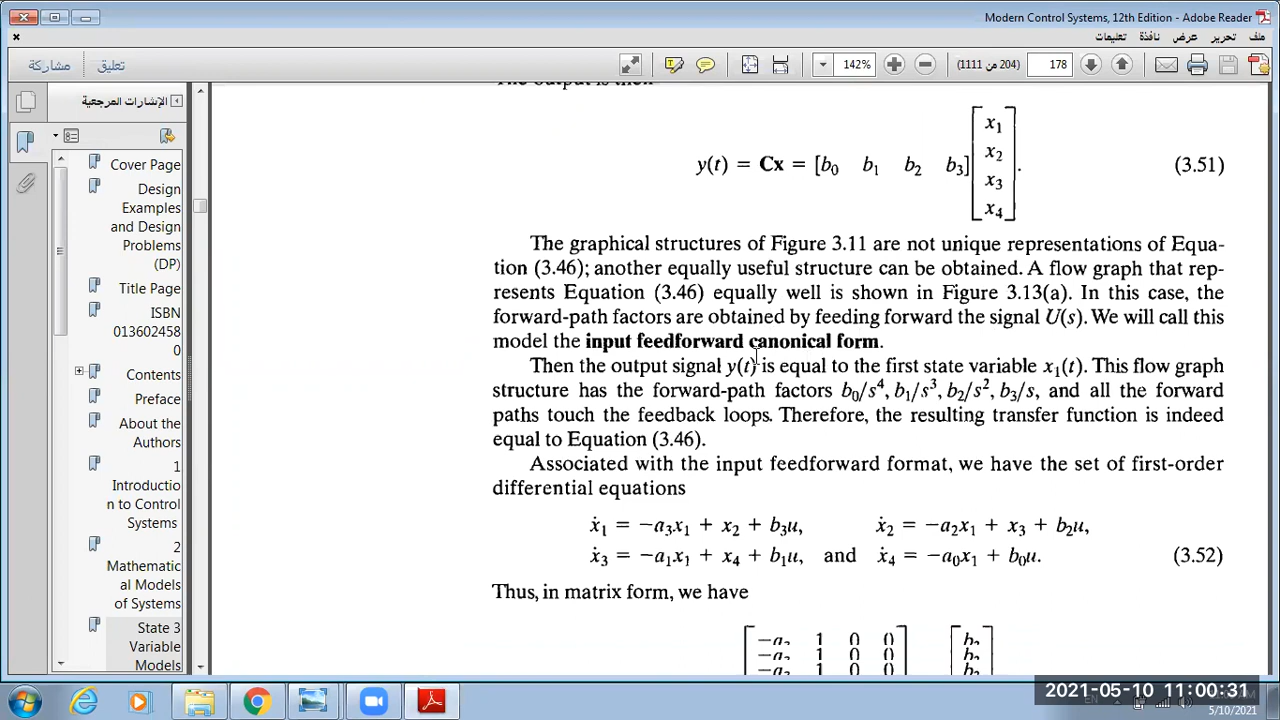 Modern Control Systems, 12th Edition - Adobe Reader
ملف تحرير عرض نافذة تعليمات
178 (204 من 1111) 142% تعليق مشاركة
الإشارات المرجعية
Cover Page
Design
Examples
and Design
Problems
(DP)
Title Page
ISBN
013602458
0
Contents
Preface
About the
Authors
1
Introductio
n to Control
Systems
2
Mathematic
al Models
of Systems
State 3
Variable
Models
The output is then
y(t) = Cx = [b₀ b₁ b₂ b₃]
x₁
x₂
x₃
x₄
.
(3.51)
The graphical structures of Figure 3.11 are not unique representations of Equa-
tion (3.46); another equally useful structure can be obtained. A flow graph that rep-
resents Equation (3.46) equally well is shown in Figure 3.13(a). In this case, the
forward-path factors are obtained by feeding forward the signal U(s). We will call this
model the input feedforward canonical form.
Then the output signal y(t) is equal to the first state variable x₁(t). This flow graph
structure has the forward-path factors b₀/s⁴, b₁/s³, b₂/s², b₃/s, and all the forward
paths touch the feedback loops. Therefore, the resulting transfer function is indeed
equal to Equation (3.46).
Associated with the input feedforward format, we have the set of first-order
differential equations
ẋ₁ = −a₃x₁ + x₂ + b₃u, ẋ₂ = −a₂x₁ + x₃ + b₂u,
ẋ₃ = −a₁x₁ + x₄ + b₁u, and ẋ₄ = −a₀x₁ + b₀u. (3.52)
Thus, in matrix form, we have
2021-05-10 11:00:31
EN
5/10/2021